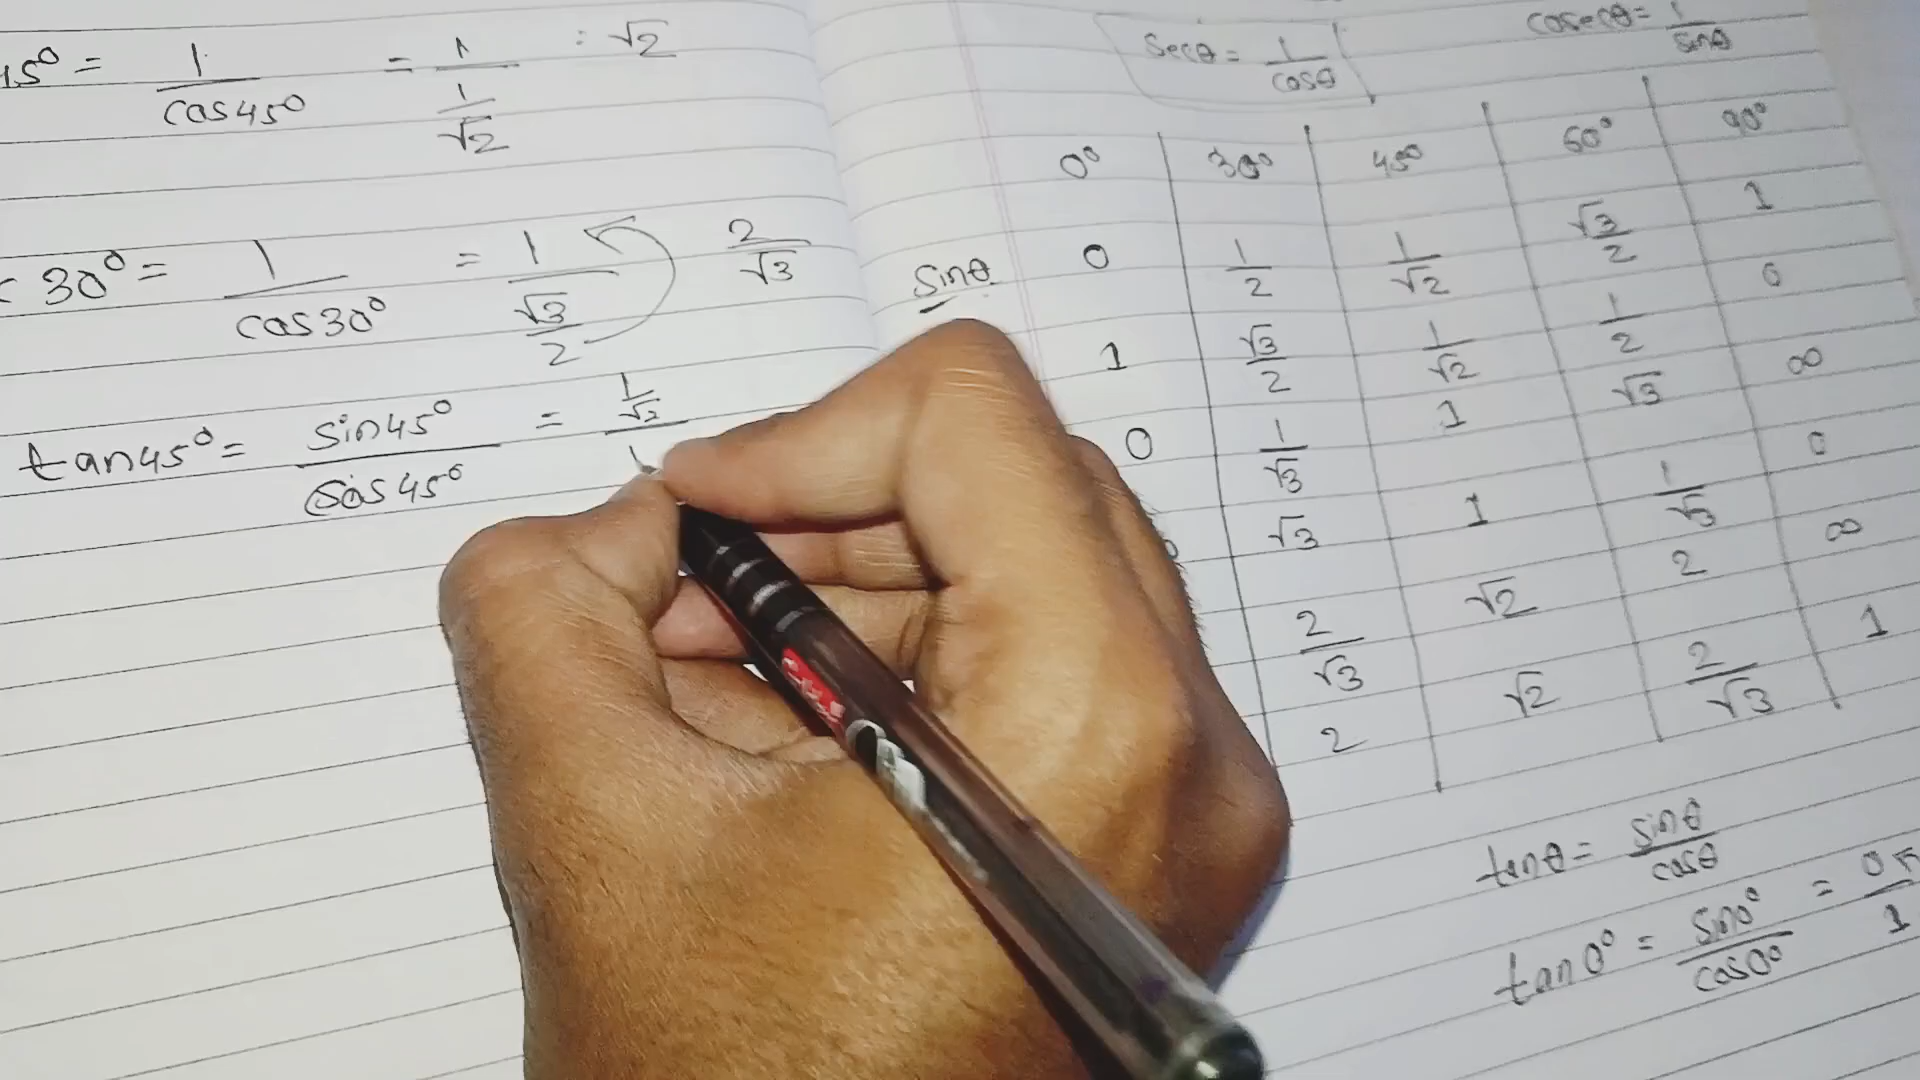 45° = 1/cos45° = 1/(1/√2) : √2
30° = 1/cos30° = 1/(√3/2) 2/√3
tan45° = sin45°/cos45° = (1/√2)/1
secθ = 1/cosθ cosecθ = 1/sinθ
0° 30° 45° 60° 90°
sinθ 0 1/2 1/√2 √3/2 1
1 √3/2 1/√2 1/2 0
0 1/√3 1 √3 ∞
√3 1 1/√3 0
2/√3 √2 2 ∞
2 √2 2/√3 1
tanθ = sinθ/cosθ
tan0° = sin0°/cos0° = 0/1